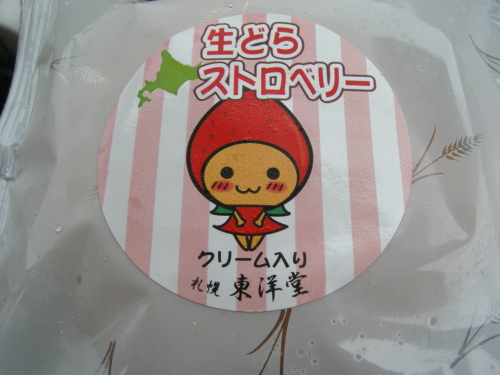 生どら
ストロベリー
クリーム入り
札幌 東洋堂